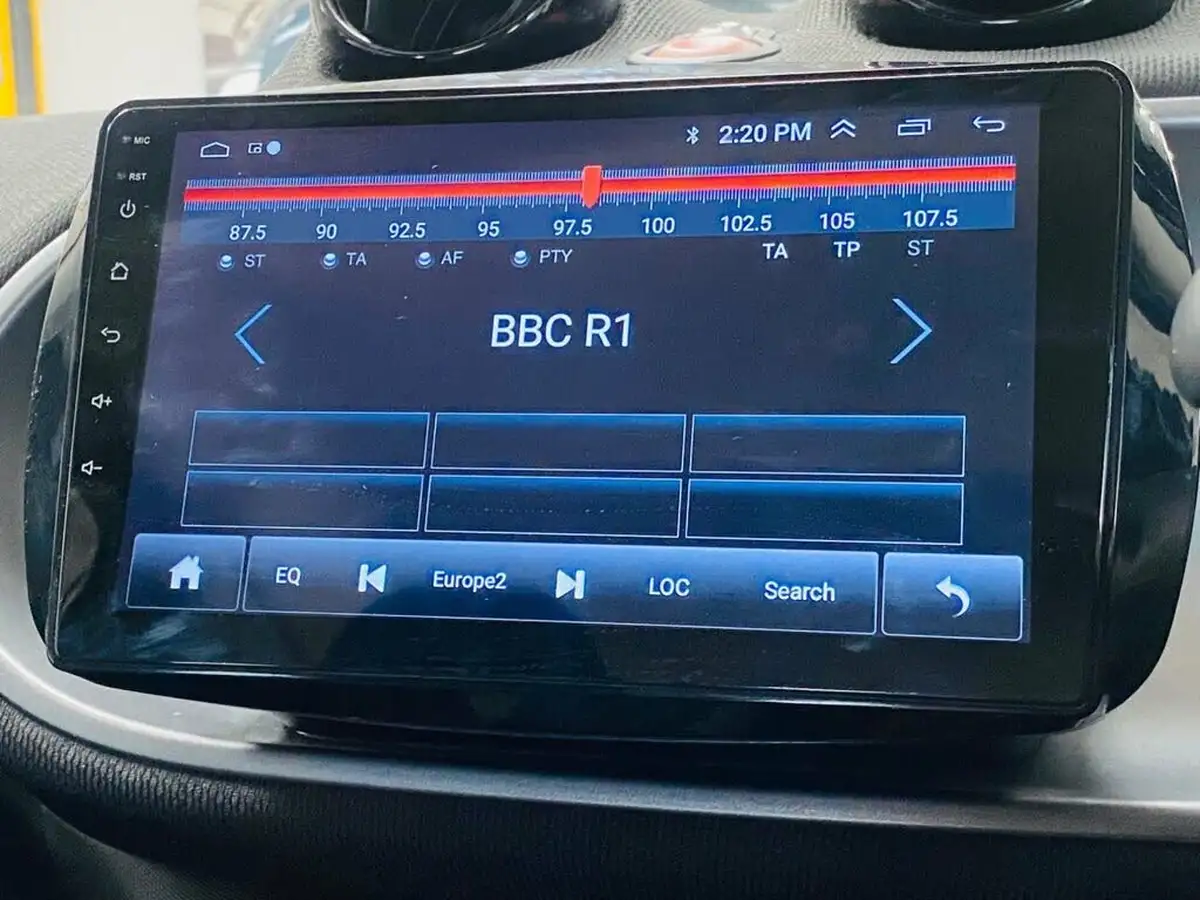 MIC
2:20 PM
RST
87.5 90 92.5 95 97.5 100 102.5 105 107.5
ST TA AF PTY TA TP ST
BBC R1
EQ Europe2 LOC Search